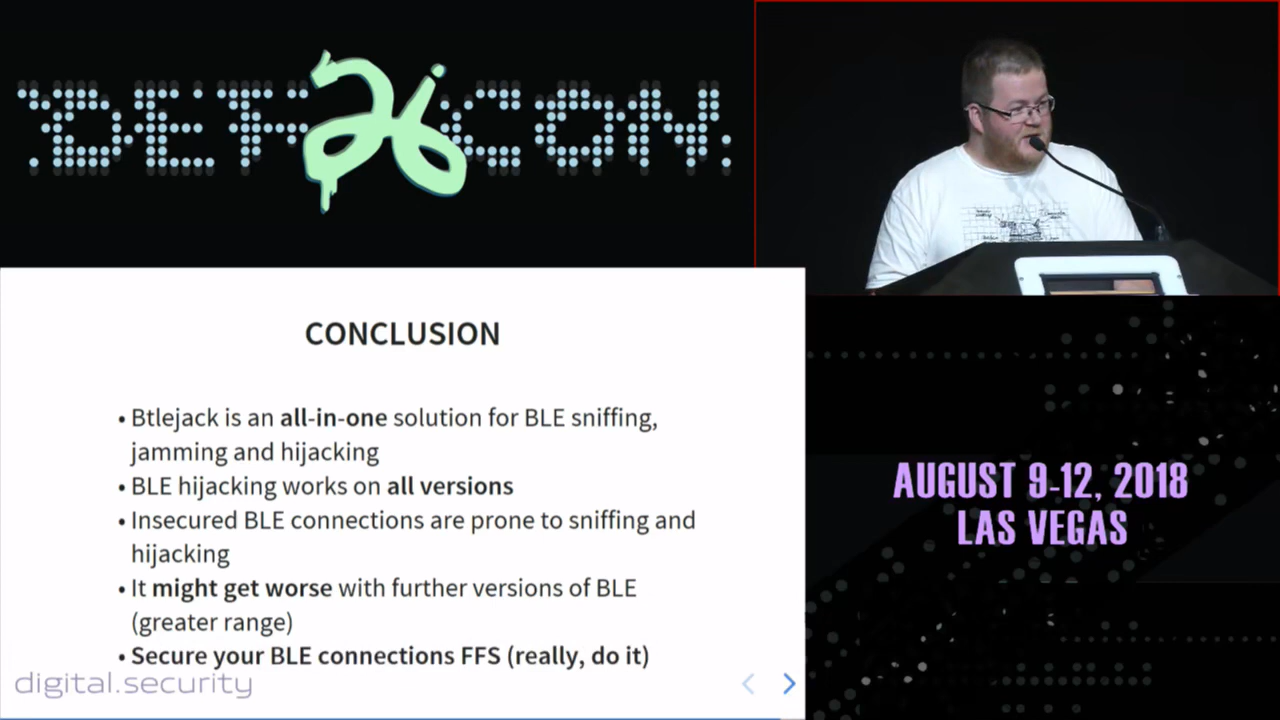 DEF CON
26
CONCLUSION
• Btlejack is an all-in-one solution for BLE sniffing,
jamming and hijacking
• BLE hijacking works on all versions
• Insecured BLE connections are prone to sniffing and
hijacking
• It might get worse with further versions of BLE
(greater range)
• Secure your BLE connections FFS (really, do it)
digital.security
AUGUST 9-12, 2018
LAS VEGAS